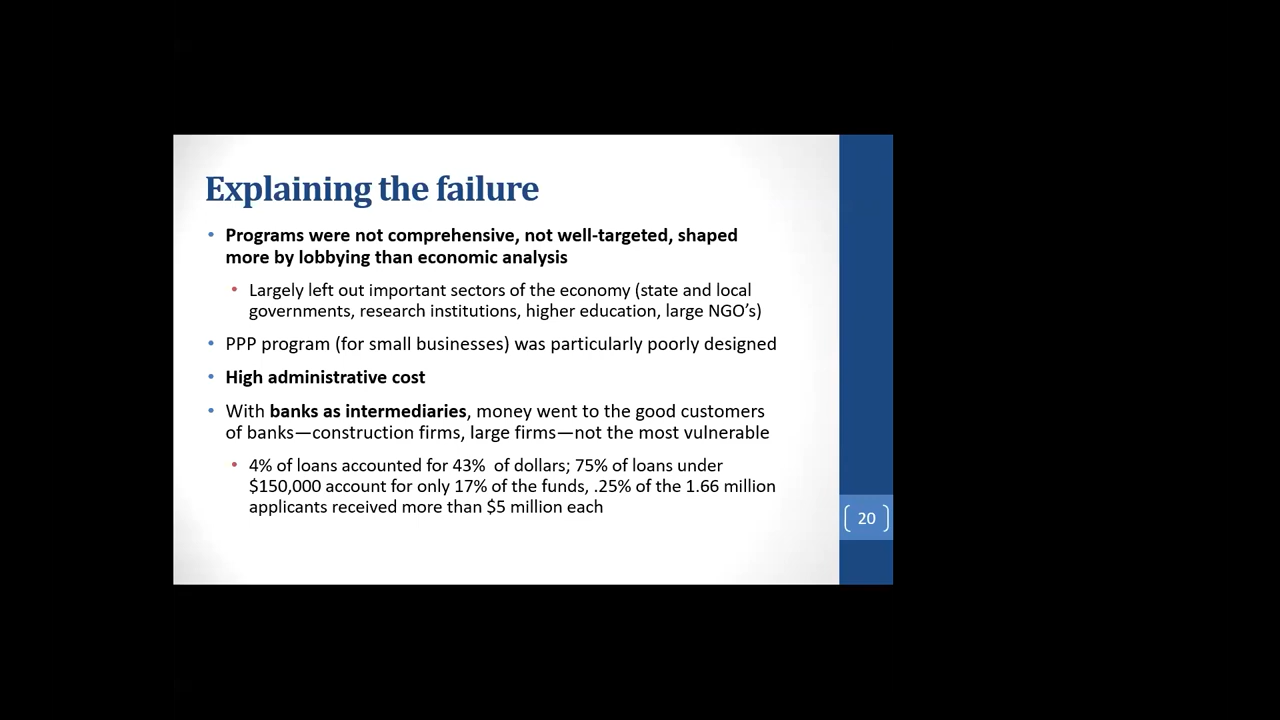 Explaining the failure
• Programs were not comprehensive, not well-targeted, shaped
more by lobbying than economic analysis
• Largely left out important sectors of the economy (state and local
governments, research institutions, higher education, large NGO’s)
• PPP program (for small businesses) was particularly poorly designed
• High administrative cost
• With banks as intermediaries, money went to the good customers
of banks—construction firms, large firms—not the most vulnerable
• 4% of loans accounted for 43%  of dollars; 75% of loans under
$150,000 account for only 17% of the funds, .25% of the 1.66 million
applicants received more than $5 million each
20